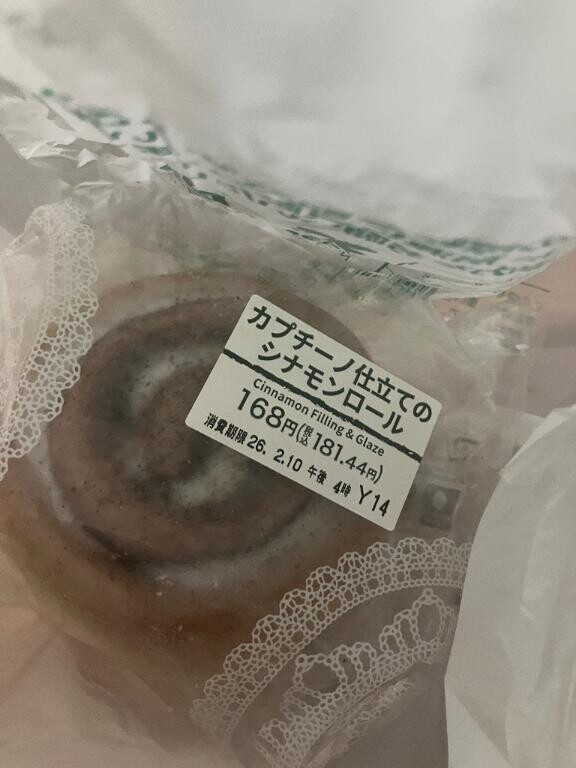 カプチーノ仕立ての
シナモンロール
Cinnamon Filling & Glaze
168円(税込181.44円)
消費期限26. 2.10 午後 4時 Y14